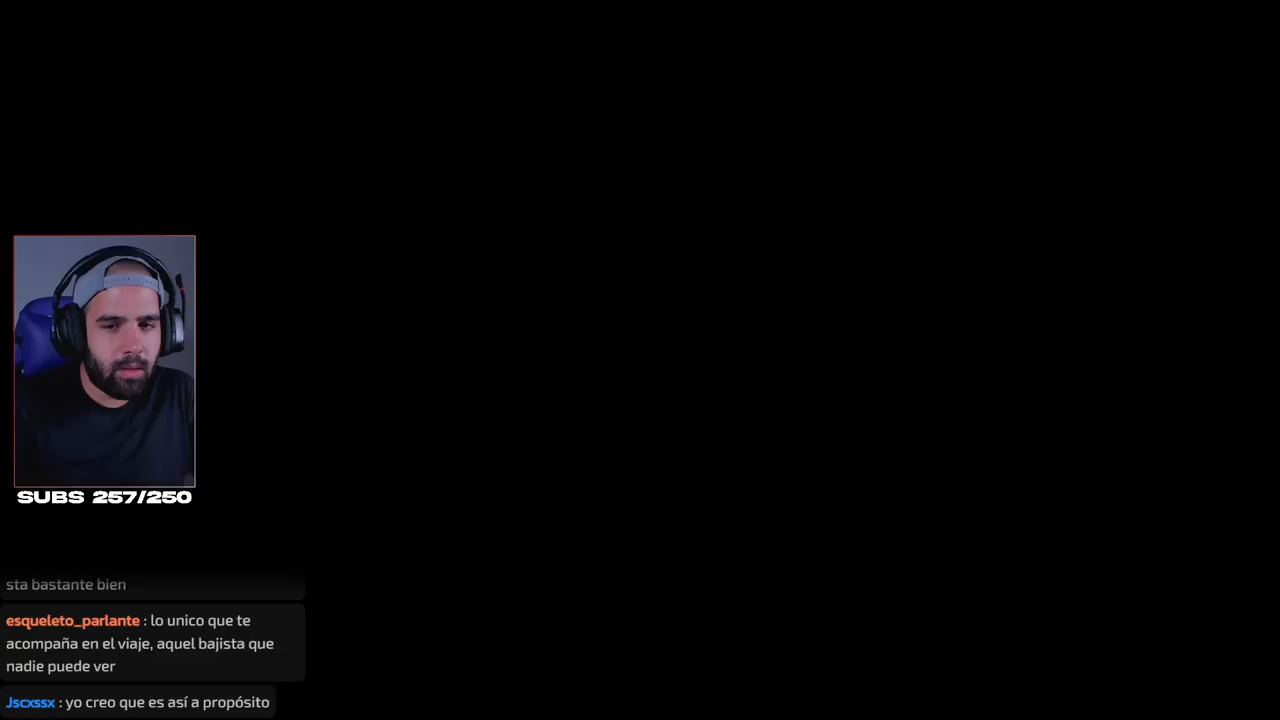 SUBS 257/250
sta bastante bien
esqueleto_parlante : lo unico que te
acompaña en el viaje, aquel bajista que
nadie puede ver
Jscxssx : yo creo que es así a propósito